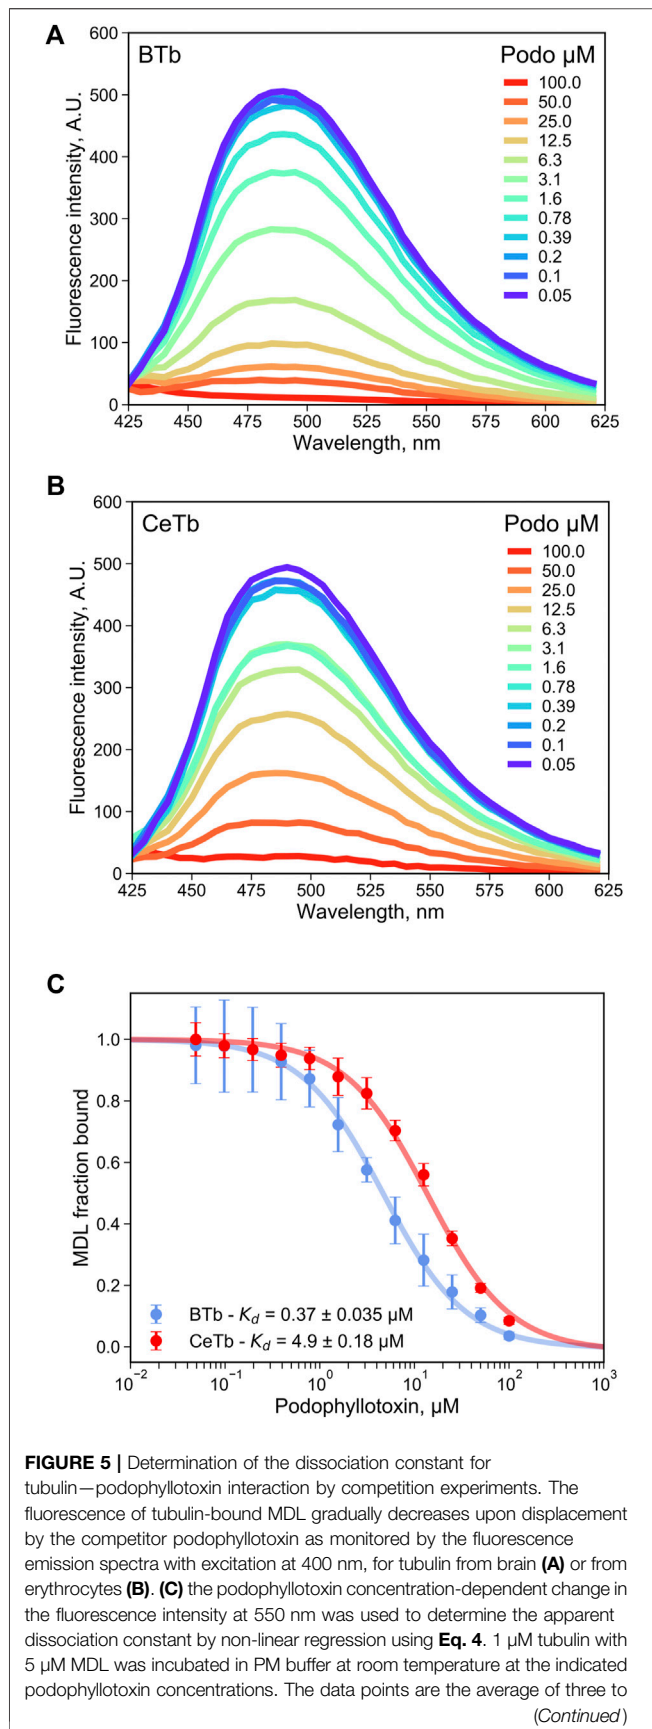 A
BTb
Podo µM
600
500
400
300
200
100
0
Fluorescence intensity, A.U.
100.0
50.0
25.0
12.5
6.3
3.1
1.6
0.78
0.39
0.2
0.1
0.05
425 450 475 500 525 550 575 600 625
Wavelength, nm
B
CeTb
Podo µM
600
500
400
300
200
100
0
Fluorescence intensity, A.U.
100.0
50.0
25.0
12.5
6.3
3.1
1.6
0.78
0.39
0.2
0.1
0.05
425 450 475 500 525 550 575 600 625
Wavelength, nm
C
1.0
0.8
0.6
0.4
0.2
0.0
MDL fraction bound
BTb - Kd = 0.37 ± 0.035 µM
CeTb - Kd = 4.9 ± 0.18 µM
10⁻² 10⁻¹ 10⁰ 10¹ 10² 10³
Podophyllotoxin, µM
FIGURE 5 | Determination of the dissociation constant for
tubulin—podophyllotoxin interaction by competition experiments. The
fluorescence of tubulin-bound MDL gradually decreases upon displacement
by the competitor podophyllotoxin as monitored by the fluorescence
emission spectra with excitation at 400 nm, for tubulin from brain (A) or from
erythrocytes (B). (C) the podophyllotoxin concentration-dependent change in
the fluorescence intensity at 550 nm was used to determine the apparent
dissociation constant by non-linear regression using Eq. 4. 1 µM tubulin with
5 µM MDL was incubated in PM buffer at room temperature at the indicated
podophyllotoxin concentrations. The data points are the average of three to
(Continued)